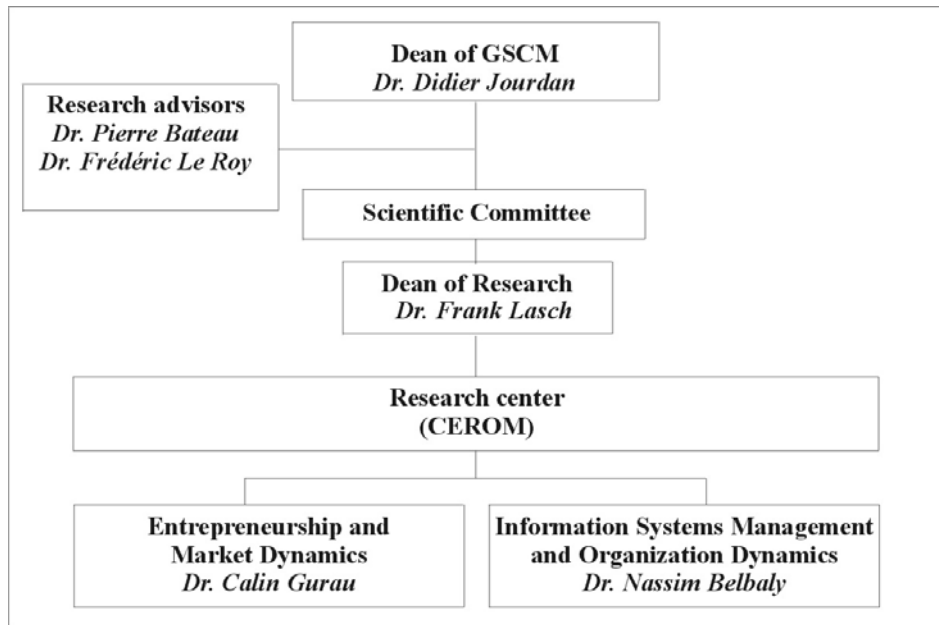 Dean of GSCM
Dr. Didier Jourdan
Research advisors
Dr. Pierre Bateau
Dr. Frédéric Le Roy
Scientific Committee
Dean of Research
Dr. Frank Lasch
Research center
(CEROM)
Entrepreneurship and
Market Dynamics
Dr. Calin Gurau
Information Systems Management
and Organization Dynamics
Dr. Nassim Belbaly